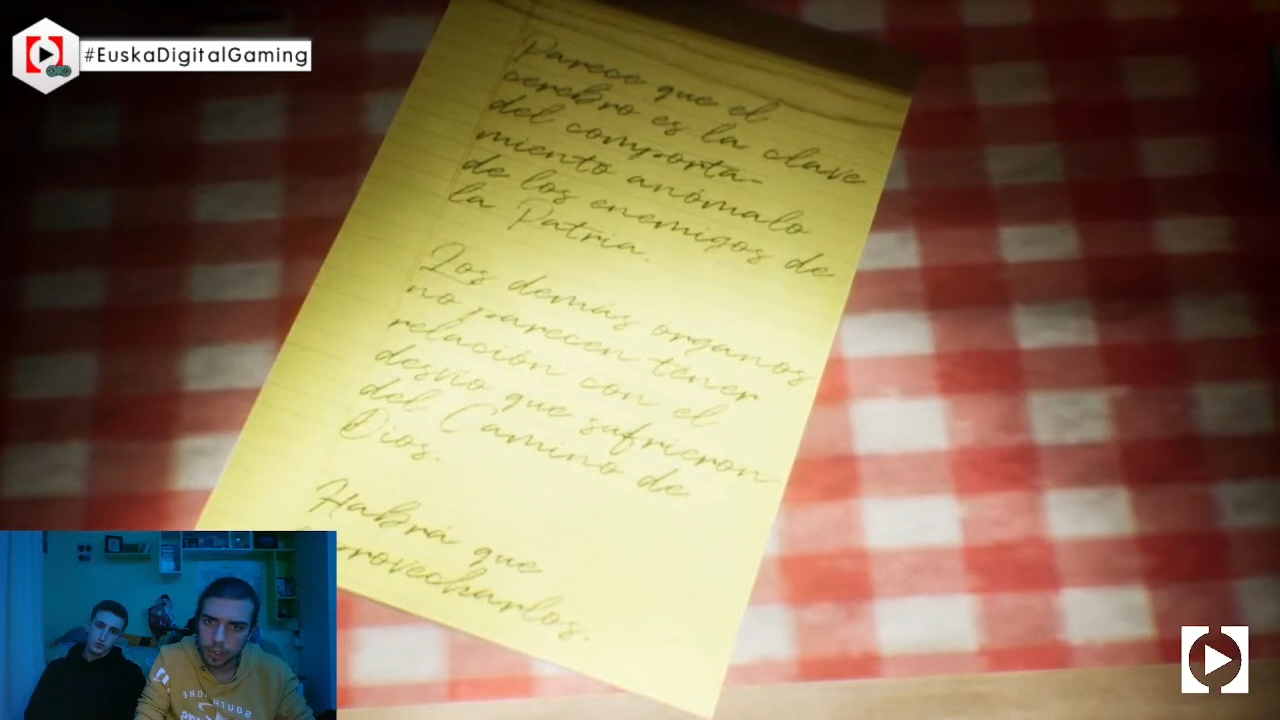 #EuskaDigitalGaming
Parece que el
cerebro es la clave
del comporta-
miento anómalo
de los enemigos de
la Patria.
Los demás órganos
no parecen tener
relación con el
desvío que sufrieron
del Camino de
Dios.
Habrá que
aprovecharlos.